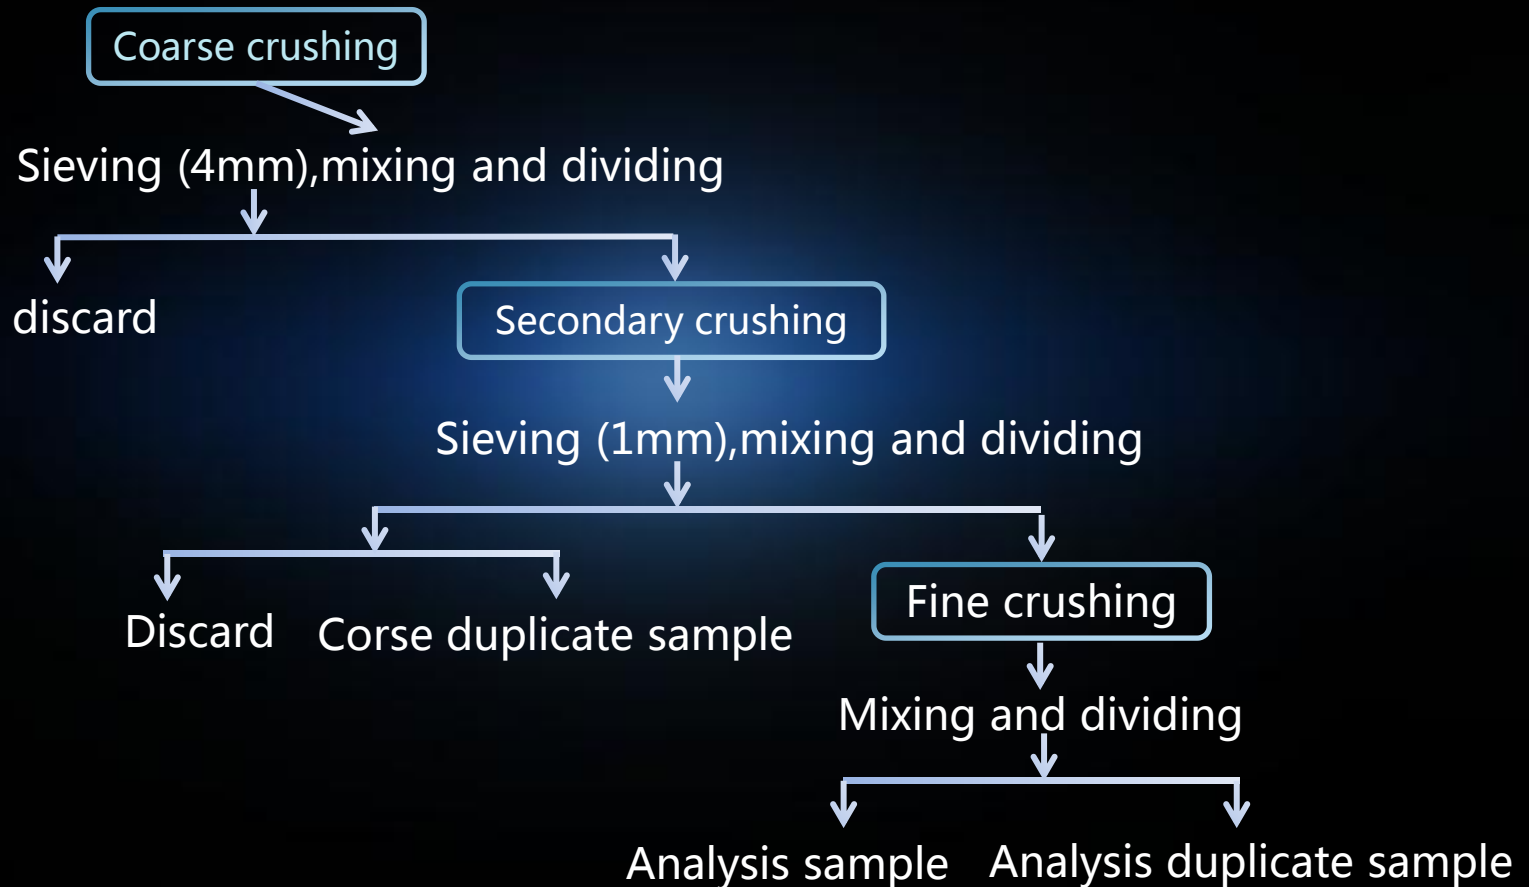 Coarse crushing
Sieving (4mm),mixing and dividing
discard
Secondary crushing
Sieving (1mm),mixing and dividing
Discard
Corse duplicate sample
Fine crushing
Mixing and dividing
Analysis sample
Analysis duplicate sample